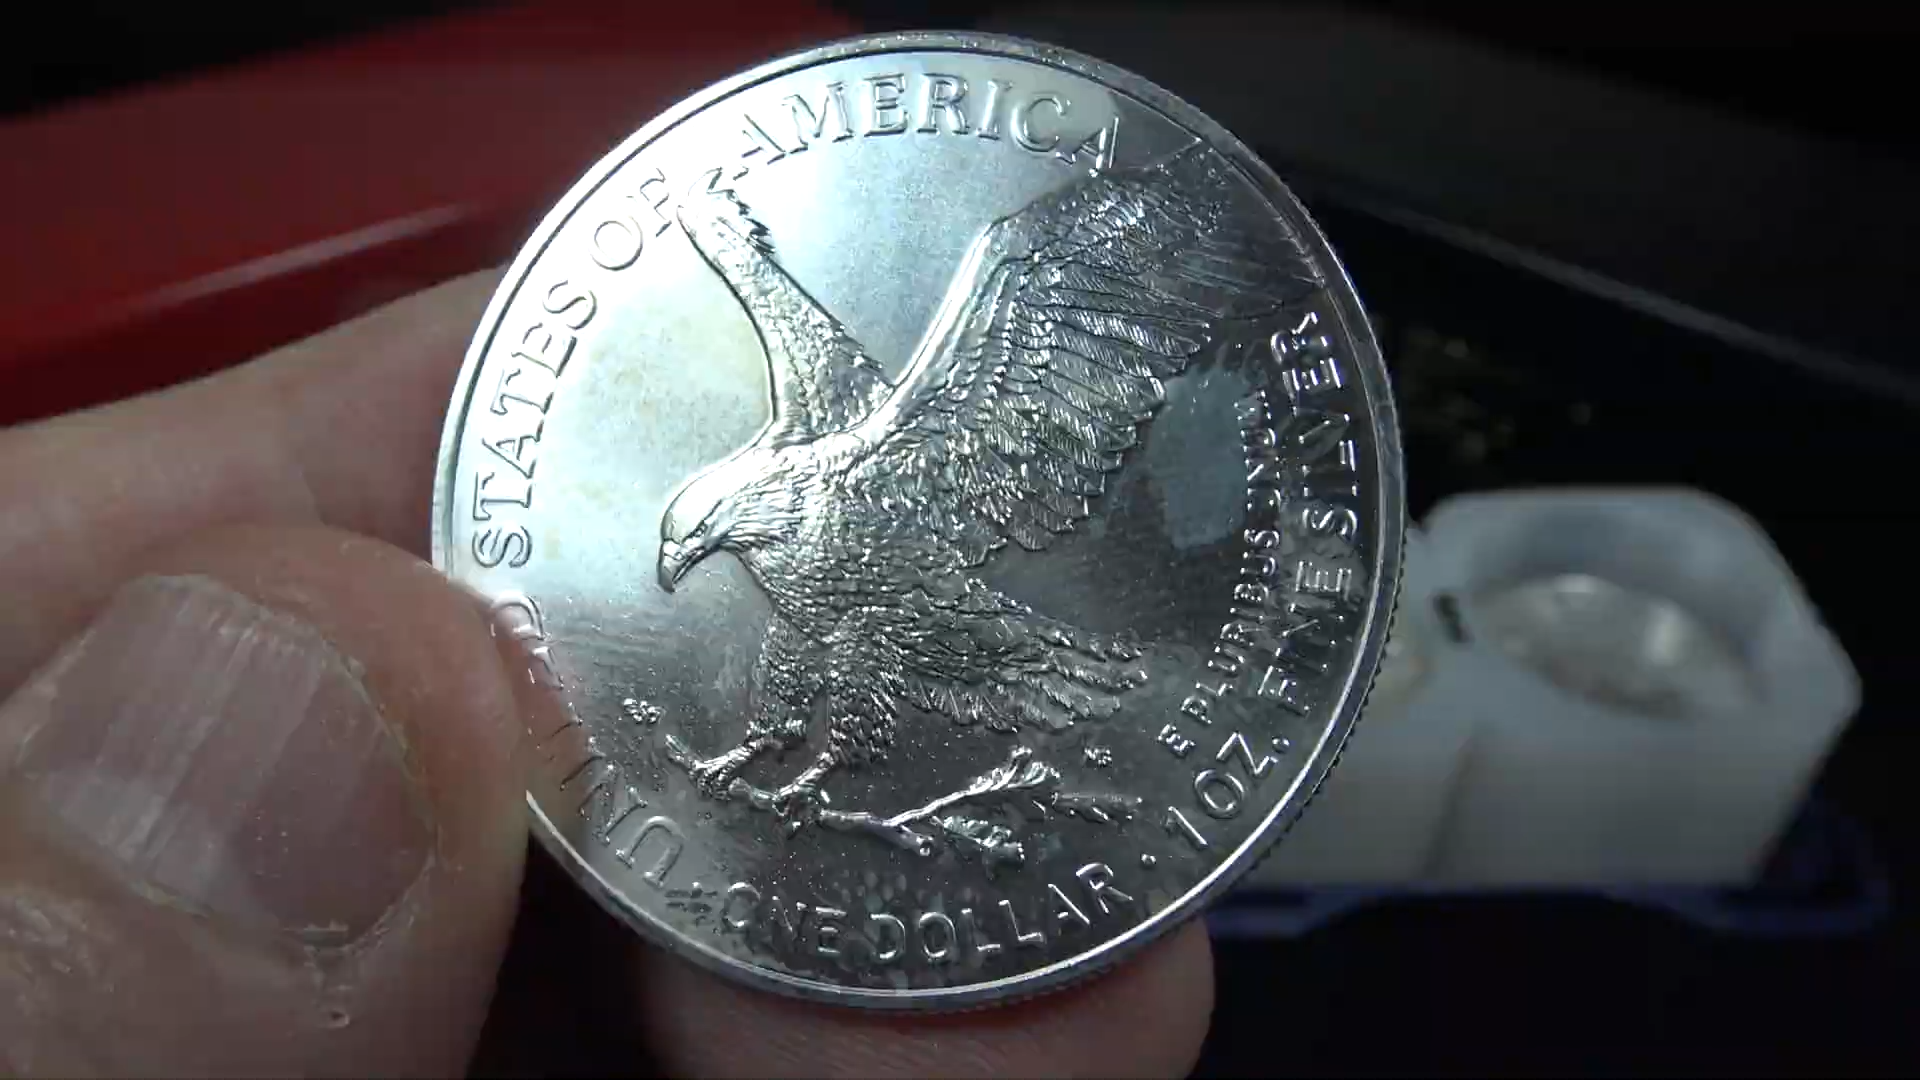 UNITED STATES OF AMERICA
E PLURIBUS UNUM
1 OZ. FINE SILVER
• ONE DOLLAR •